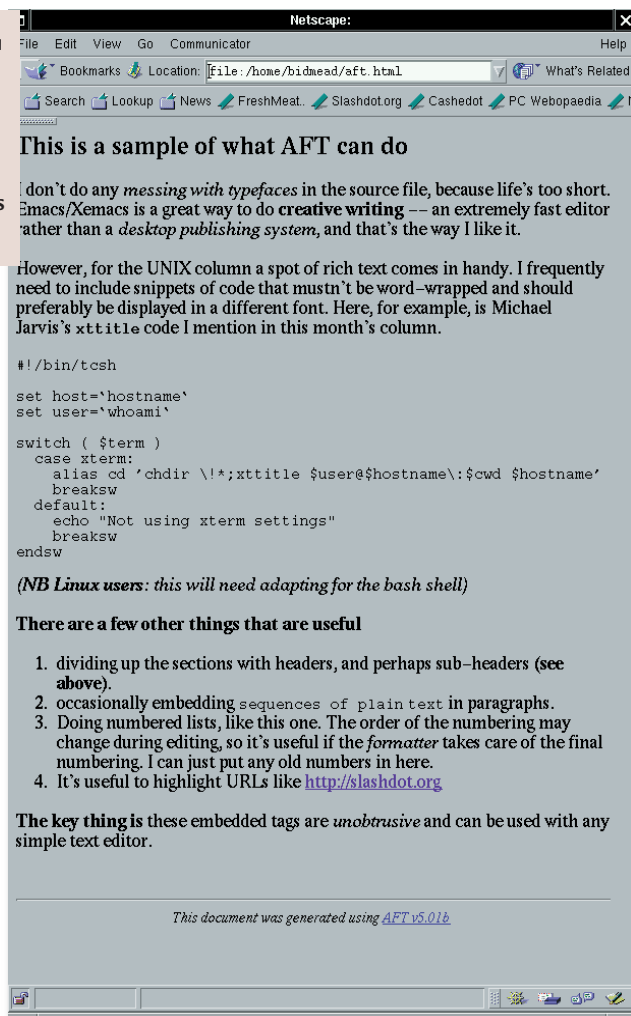 Netscape:
File Edit View Go Communicator Help
Bookmarks Location: file:/home/bidmead/aft.html What's Related
Search Lookup News FreshMeat.. Slashdot.org Cashedot PC Webopaedia
This is a sample of what AFT can do
I don't do any messing with typefaces in the source file, because life's too short.
Emacs/Xemacs is a great way to do creative writing -- an extremely fast editor
rather than a desktop publishing system, and that's the way I like it.
However, for the UNIX column a spot of rich text comes in handy. I frequently
need to include snippets of code that mustn't be word-wrapped and should
preferably be displayed in a different font. Here, for example, is Michael
Jarvis's xttitle code I mention in this month's column.
#!/bin/tcsh
set host=`hostname`
set user=`whoami`
switch ( $term )
case xterm:
alias cd 'chdir \!*;xttitle $user@$hostname\:$cwd $hostname'
breaksw
default:
echo "Not using xterm settings"
breaksw
endsw
(NB Linux users: this will need adapting for the bash shell)
There are a few other things that are useful
1. dividing up the sections with headers, and perhaps sub-headers (see
above).
2. occasionally embedding sequences of plain text in paragraphs.
3. Doing numbered lists, like this one. The order of the numbering may
change during editing, so it's useful if the formatter takes care of the final
numbering. I can just put any old numbers in here.
4. It's useful to highlight URLs like http://slashdot.org
The key thing is these embedded tags are unobtrusive and can be used with any
simple text editor.
This document was generated using AFT v5.01b